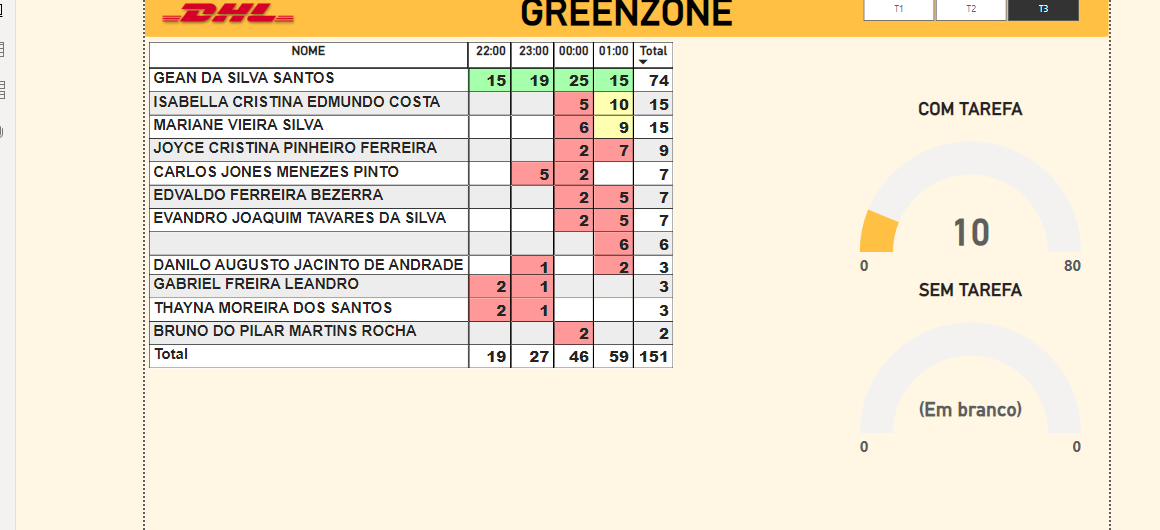 DHL
GREENZONE
T1 T2 T3
NOME 22:00 23:00 00:00 01:00 Total
GEAN DA SILVA SANTOS 15 19 25 15 74
ISABELLA CRISTINA EDMUNDO COSTA 5 10 15
MARIANE VIEIRA SILVA 6 9 15
JOYCE CRISTINA PINHEIRO FERREIRA 2 7 9
CARLOS JONES MENEZES PINTO 5 2 7
EDVALDO FERREIRA BEZERRA 2 5 7
EVANDRO JOAQUIM TAVARES DA SILVA 2 5 7
6 6
DANILO AUGUSTO JACINTO DE ANDRADE 1 2 3
GABRIEL FREIRA LEANDRO 2 1 3
THAYNA MOREIRA DOS SANTOS 2 1 3
BRUNO DO PILAR MARTINS ROCHA 2 2
Total 19 27 46 59 151
COM TAREFA
10
0 80
SEM TAREFA
(Em branco)
0 0